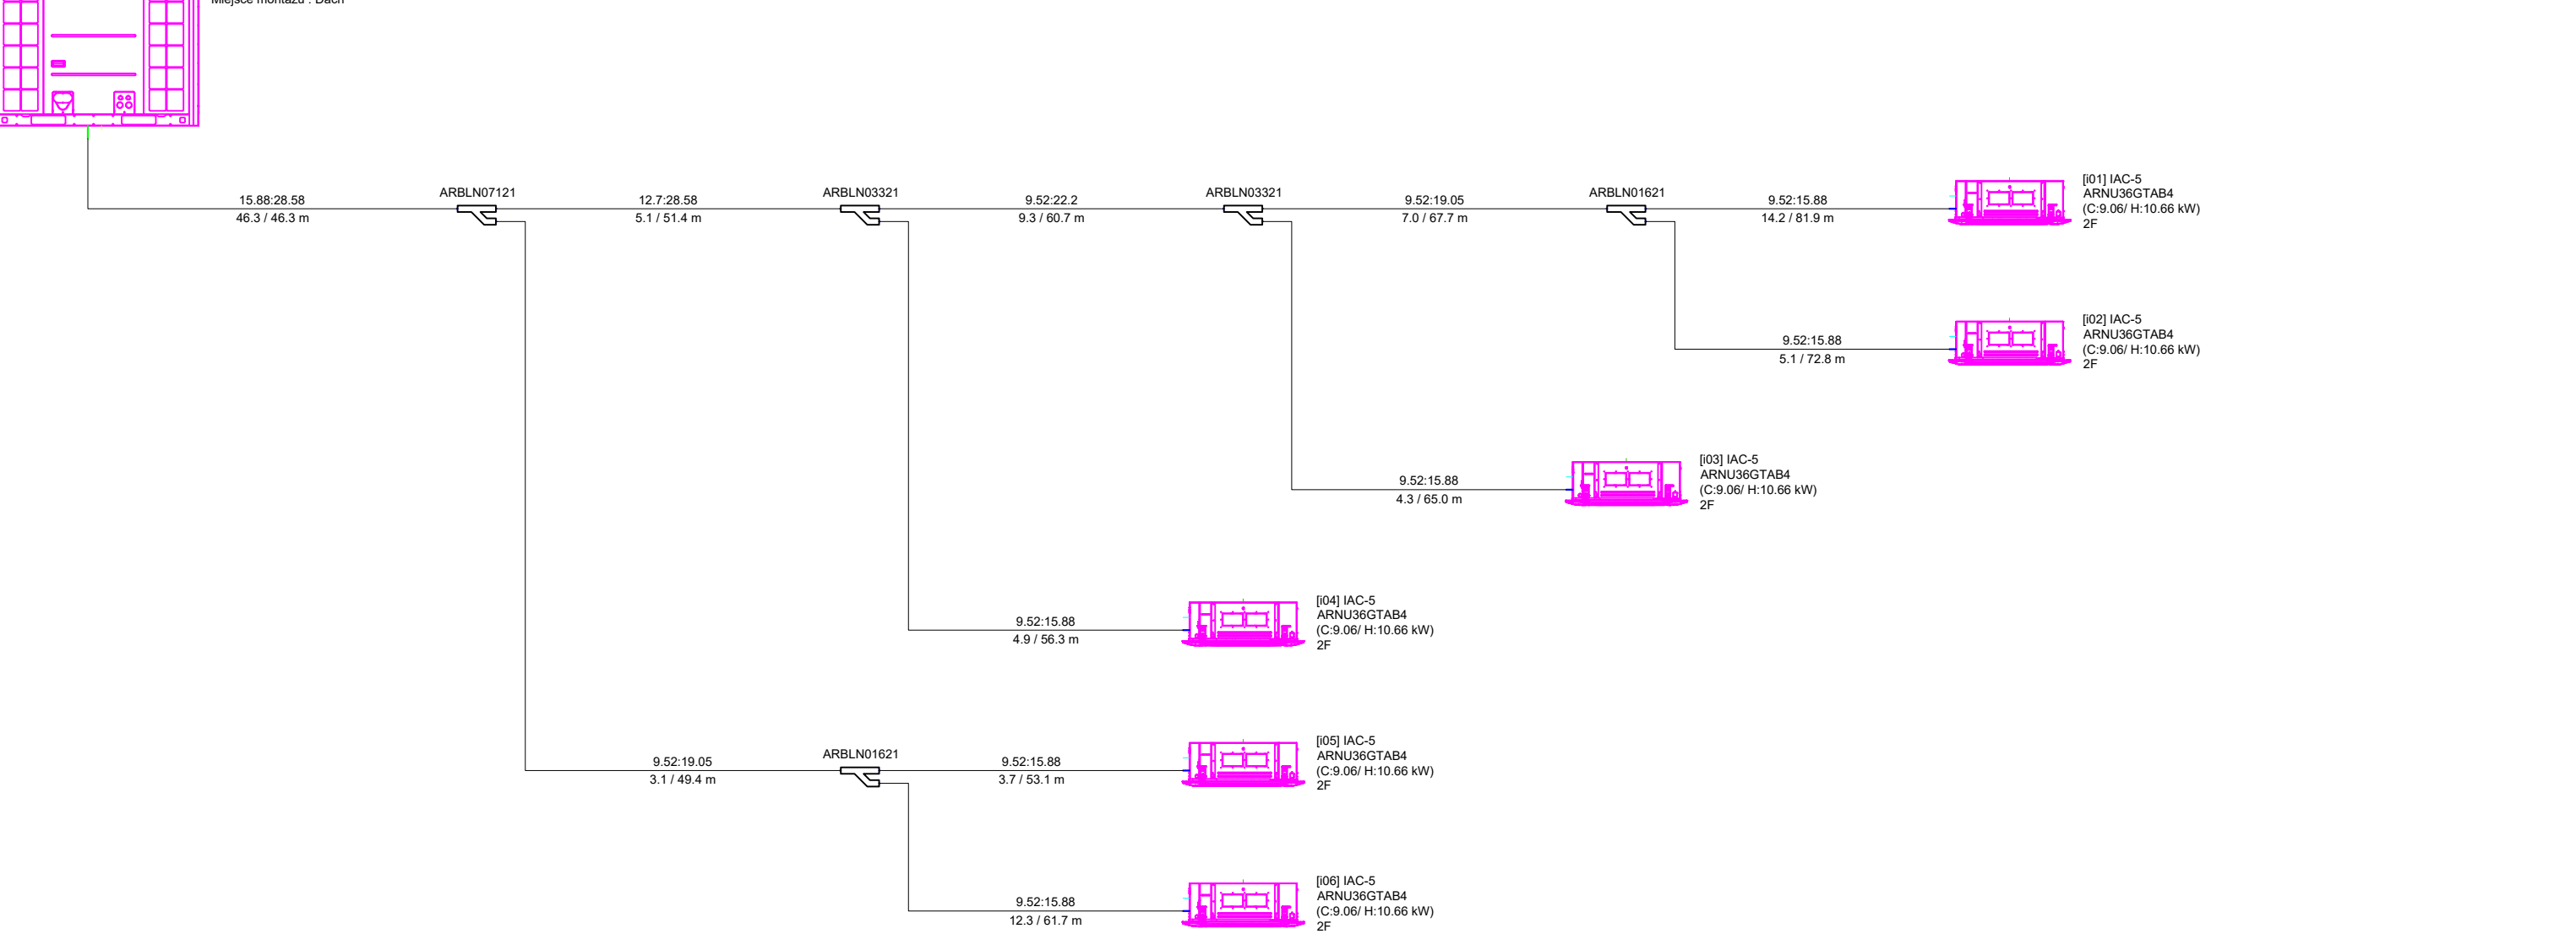 Miejsce montażu : Dach
ARBLN07121
ARBLN03321
ARBLN03321
ARBLN01621
15.88:28.58
46.3 / 46.3 m
12.7:28.58
5.1 / 51.4 m
9.52:22.2
9.3 / 60.7 m
9.52:19.05
7.0 / 67.7 m
9.52:15.88
14.2 / 81.9 m
[i01] IAC-5
ARNU36GTAB4
(C:9.06/ H:10.66 kW)
2F
9.52:15.88
5.1 / 72.8 m
[i02] IAC-5
ARNU36GTAB4
(C:9.06/ H:10.66 kW)
2F
9.52:15.88
4.3 / 65.0 m
[i03] IAC-5
ARNU36GTAB4
(C:9.06/ H:10.66 kW)
2F
9.52:15.88
4.9 / 56.3 m
[i04] IAC-5
ARNU36GTAB4
(C:9.06/ H:10.66 kW)
2F
9.52:19.05
3.1 / 49.4 m
ARBLN01621
9.52:15.88
3.7 / 53.1 m
[i05] IAC-5
ARNU36GTAB4
(C:9.06/ H:10.66 kW)
2F
9.52:15.88
12.3 / 61.7 m
[i06] IAC-5
ARNU36GTAB4
(C:9.06/ H:10.66 kW)
2F